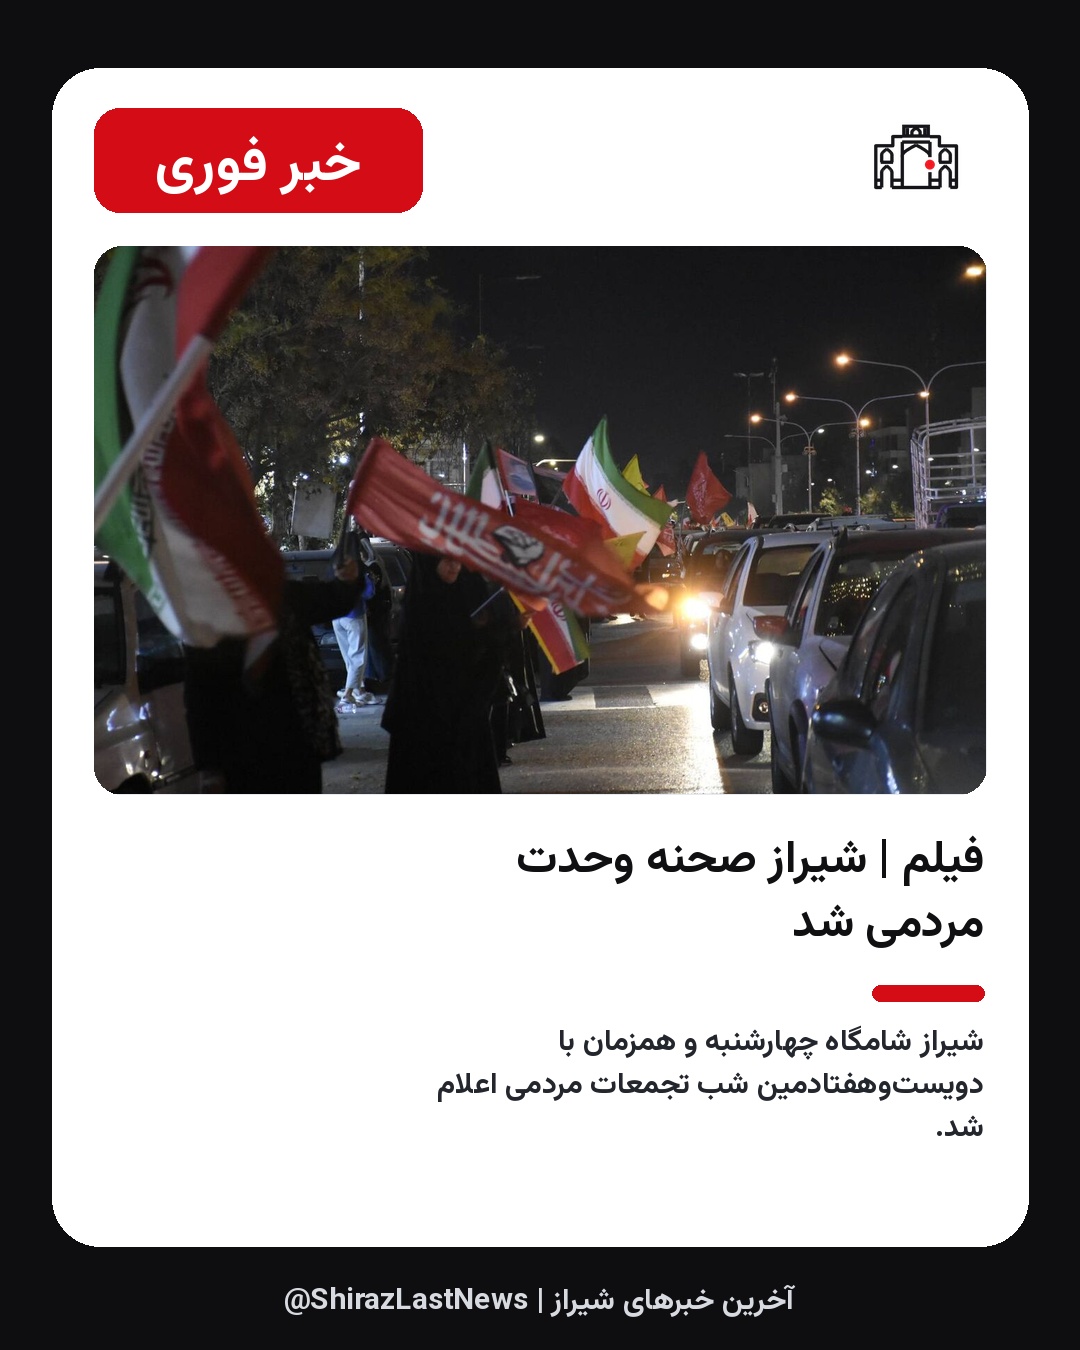 خبر فوری
فیلم | شیراز صحنه وحدت
مردمی شد
شیراز شامگاه چهارشنبه و همزمان با
دویست‌وهفتادمین شب تجمعات مردمی اعلام
شد.
آخرین خبرهای شیراز | @ShirazLastNews